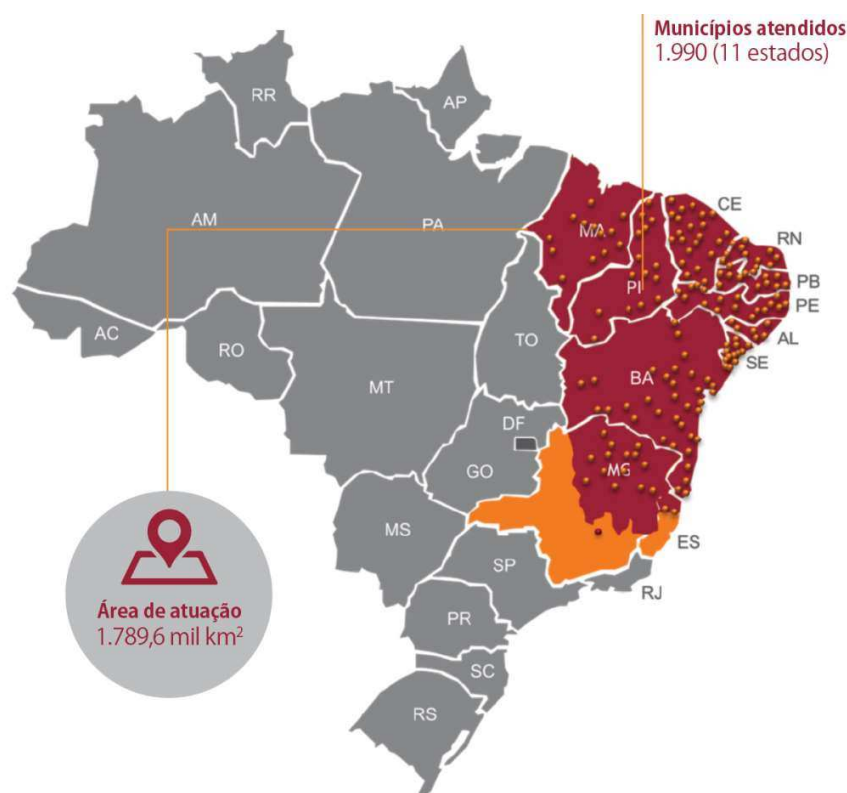 Municípios atendidos
1.990 (11 estados)
RR
AP
AM
PA
MA
CE
RN
PI
PB
PE
AC
RO
TO
AL
SE
MT
BA
DF
GO
MG
MS
ES
SP
RJ
Área de atuação
1.789,6 mil km²
PR
SC
RS